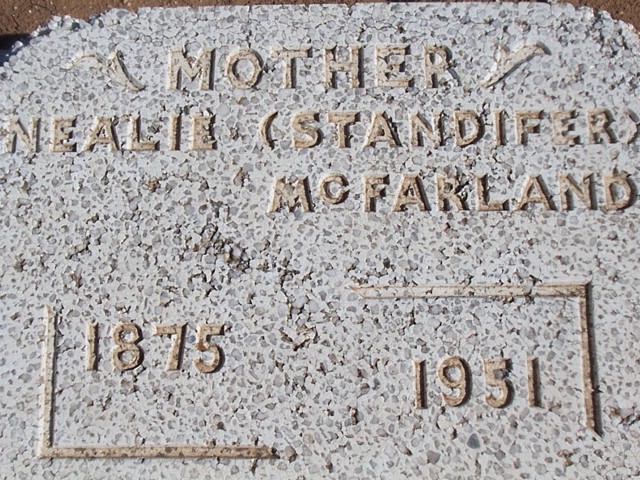 MOTHER
NEALIE (STANDIFER)
McFARLAND
1875
1951